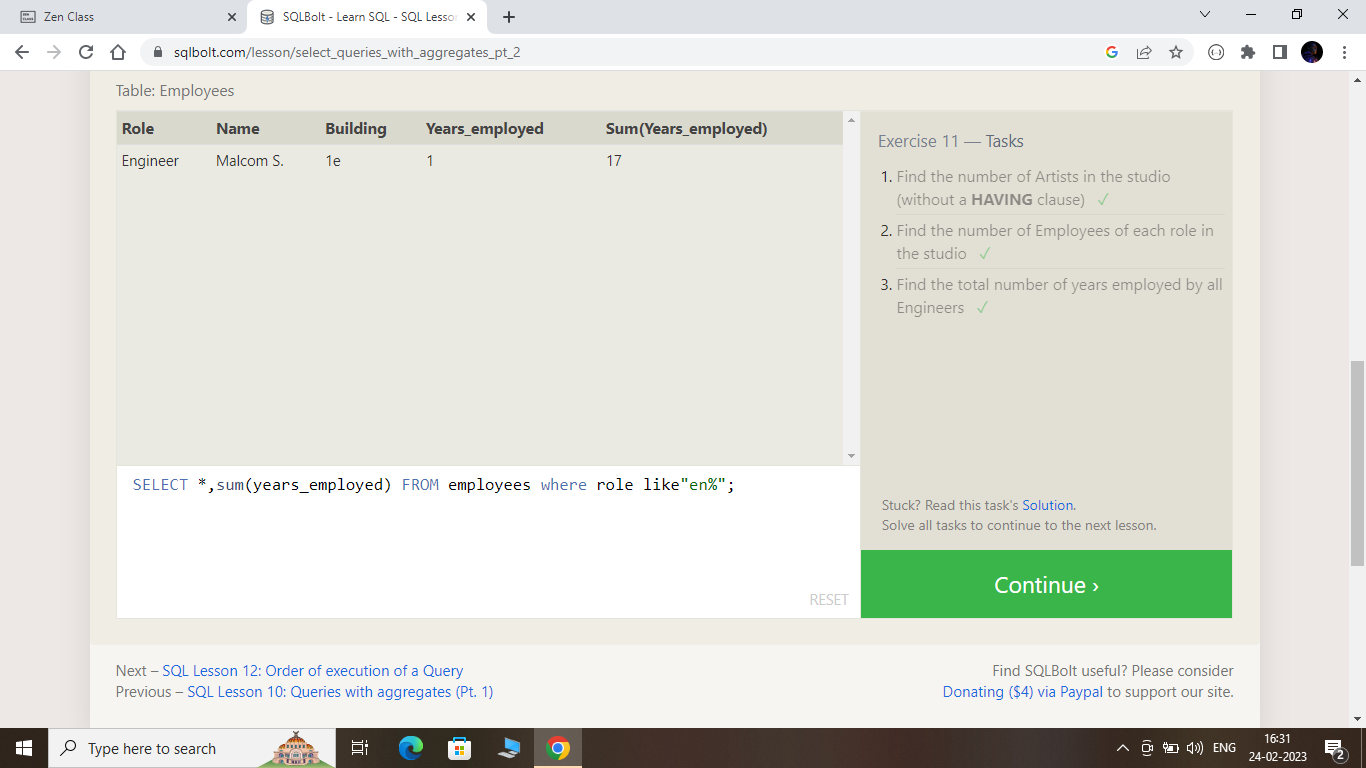 Zen Class
SQLBolt - Learn SQL - SQL Lesson
sqlbolt.com/lesson/select_queries_with_aggregates_pt_2
Table: Employees
Role Name Building Years_employed Sum(Years_employed)
Engineer Malcom S. 1e 1 17
SELECT *,sum(years_employed) FROM employees where role like"en%";
RESET
Exercise 11 — Tasks
1. Find the number of Artists in the studio
(without a HAVING clause) ✓
2. Find the number of Employees of each role in
the studio ✓
3. Find the total number of years employed by all
Engineers ✓
Stuck? Read this task's Solution.
Solve all tasks to continue to the next lesson.
Continue ›
Next – SQL Lesson 12: Order of execution of a Query
Previous – SQL Lesson 10: Queries with aggregates (Pt. 1)
Find SQLBolt useful? Please consider
Donating ($4) via Paypal to support our site.
Type here to search
ENG
16:31
24-02-2023
2